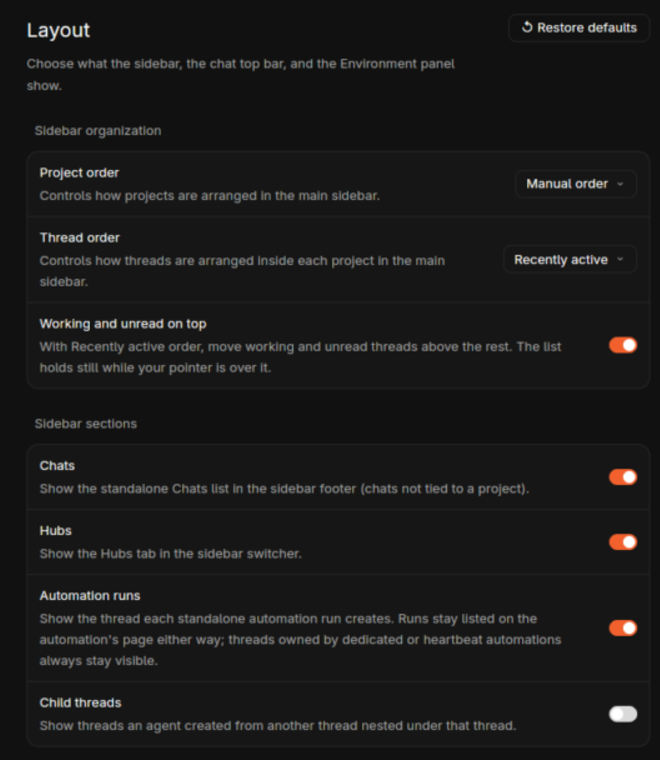 Layout
Restore defaults
Choose what the sidebar, the chat top bar, and the Environment panel
show.
Sidebar organization
Project order
Controls how projects are arranged in the main sidebar.
Manual order
Thread order
Controls how threads are arranged inside each project in the main
sidebar.
Recently active
Working and unread on top
With Recently active order, move working and unread threads above the rest. The list
holds still while your pointer is over it.
Sidebar sections
Chats
Show the standalone Chats list in the sidebar footer (chats not tied to a project).
Hubs
Show the Hubs tab in the sidebar switcher.
Automation runs
Show the thread each standalone automation run creates. Runs stay listed on the
automation's page either way; threads owned by dedicated or heartbeat automations
always stay visible.
Child threads
Show threads an agent created from another thread nested under that thread.